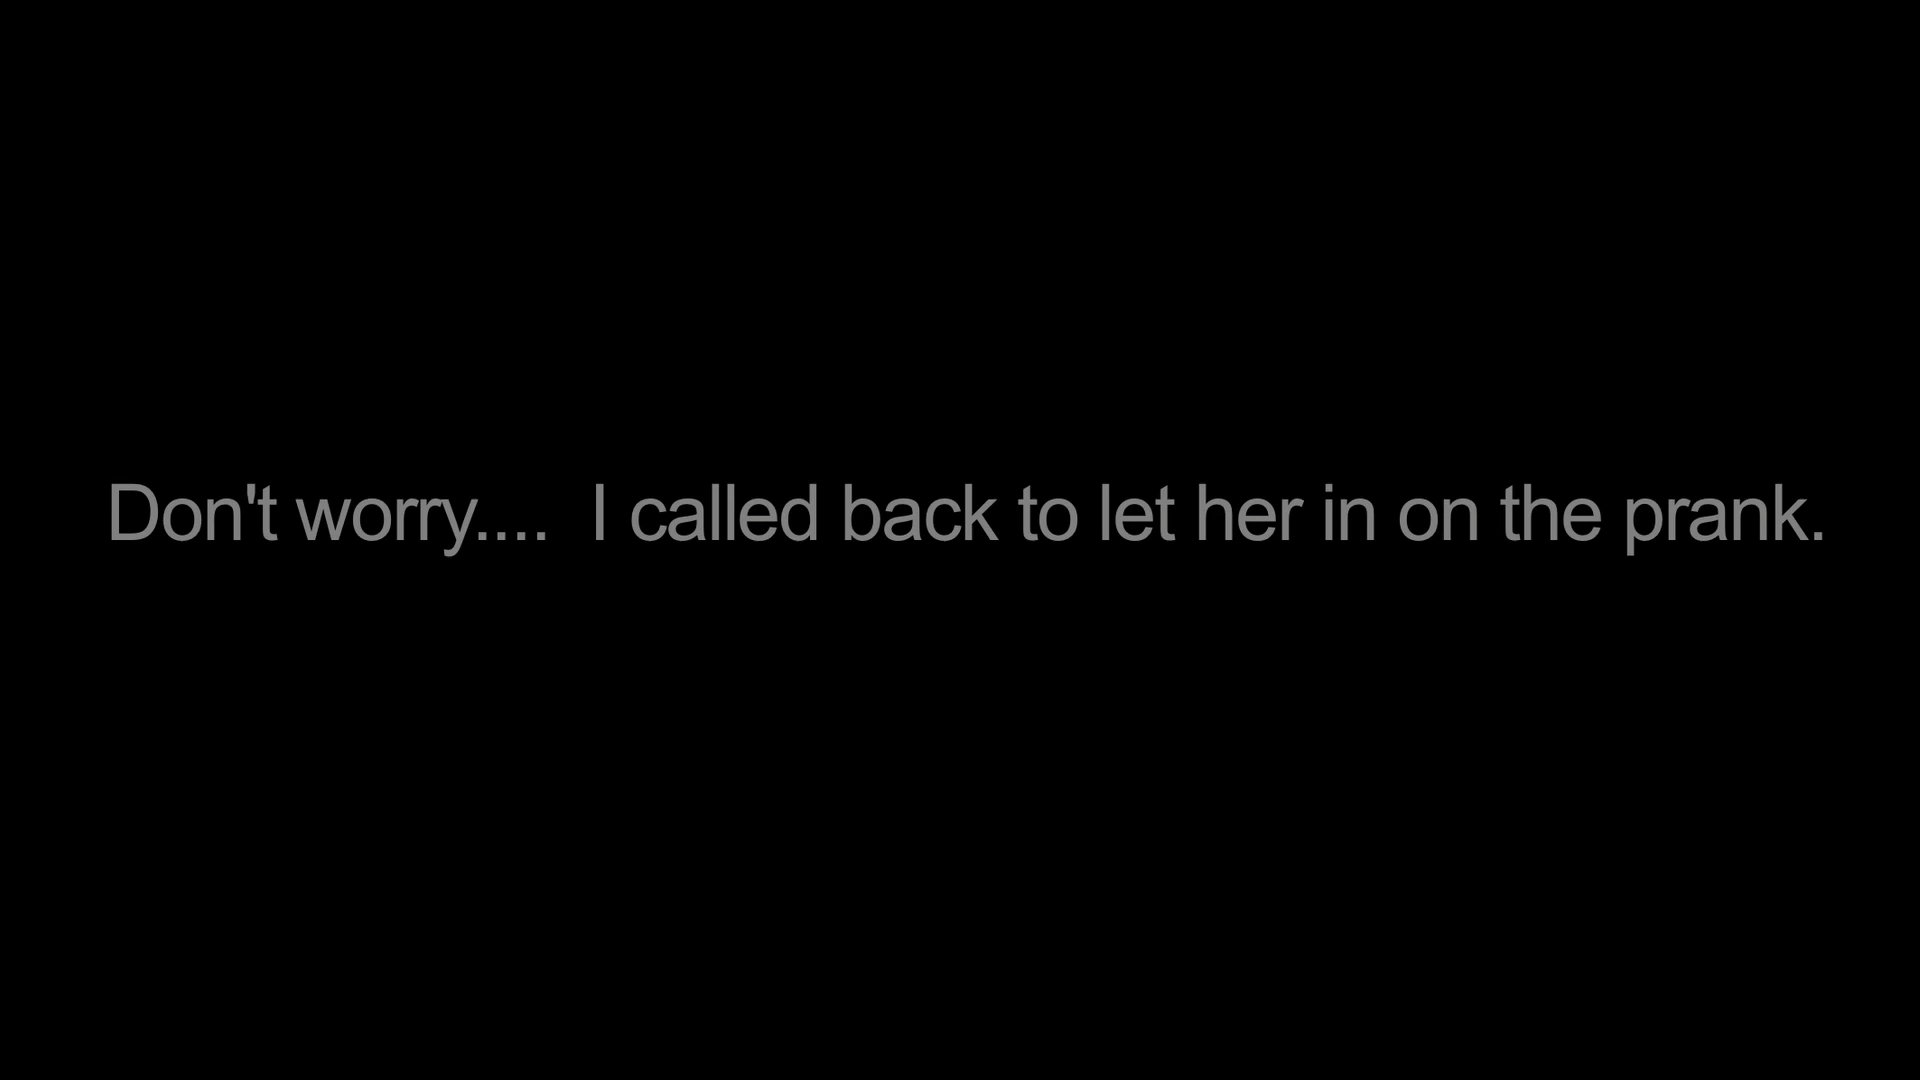 Don't worry....  I called back to let her in on the prank.